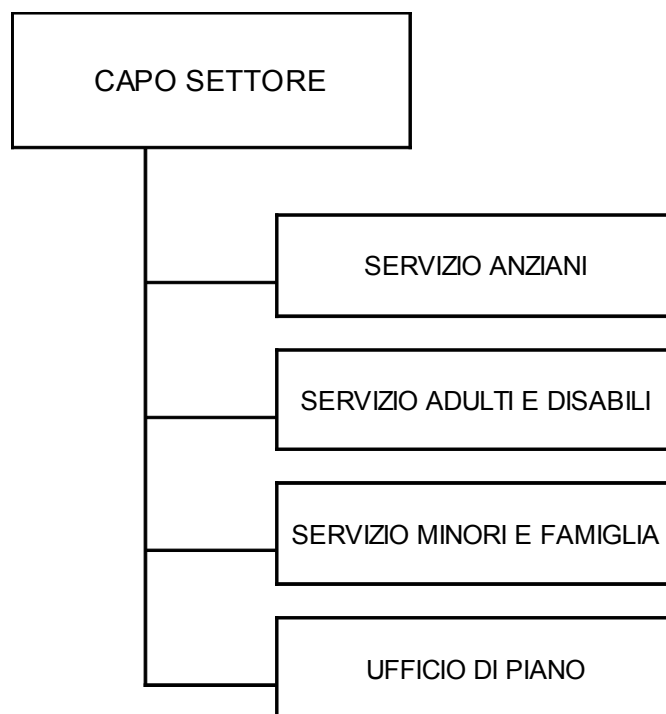 CAPO SETTORE
SERVIZIO ANZIANI
SERVIZIO ADULTI E DISABILI
SERVIZIO MINORI E FAMIGLIA
UFFICIO DI PIANO